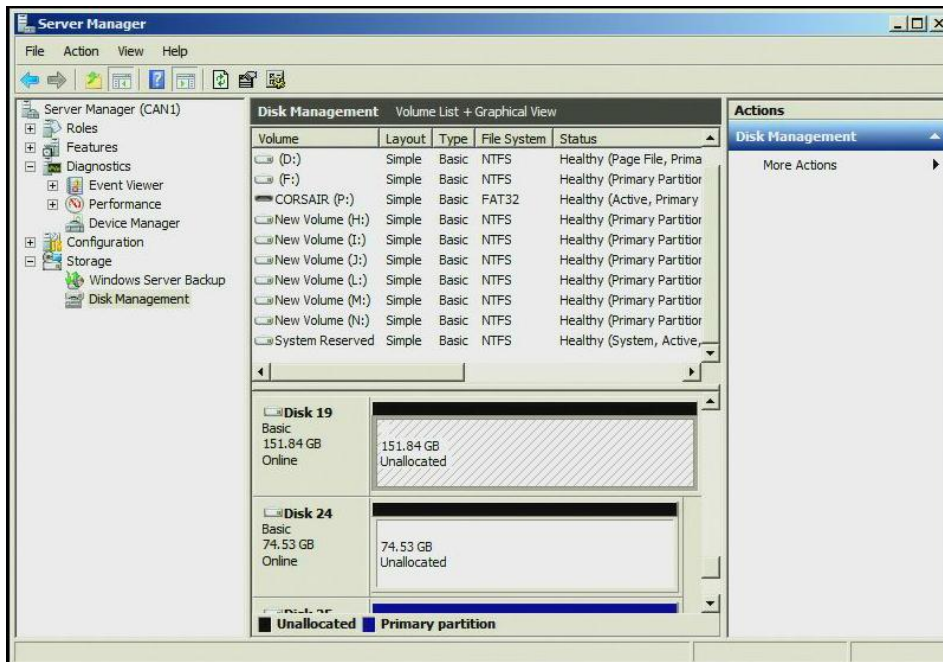 Server Manager
File Action View Help
Server Manager (CAN1)
Roles
Features
Diagnostics
Event Viewer
Performance
Device Manager
Configuration
Storage
Windows Server Backup
Disk Management
Disk Management Volume List + Graphical View
Volume Layout Type File System Status
(D:) Simple Basic NTFS Healthy (Page File, Prima
(F:) Simple Basic NTFS Healthy (Primary Partition
CORSAIR (P:) Simple Basic FAT32 Healthy (Active, Primary
New Volume (H:) Simple Basic NTFS Healthy (Primary Partition
New Volume (I:) Simple Basic NTFS Healthy (Primary Partition
New Volume (J:) Simple Basic NTFS Healthy (Primary Partition
New Volume (L:) Simple Basic NTFS Healthy (Primary Partition
New Volume (M:) Simple Basic NTFS Healthy (Primary Partition
New Volume (N:) Simple Basic NTFS Healthy (Primary Partition
System Reserved Simple Basic NTFS Healthy (System, Active,
Disk 19
Basic
151.84 GB
Online
151.84 GB
Unallocated
Disk 24
Basic
74.53 GB
Online
74.53 GB
Unallocated
Unallocated Primary partition
Actions
Disk Management
More Actions